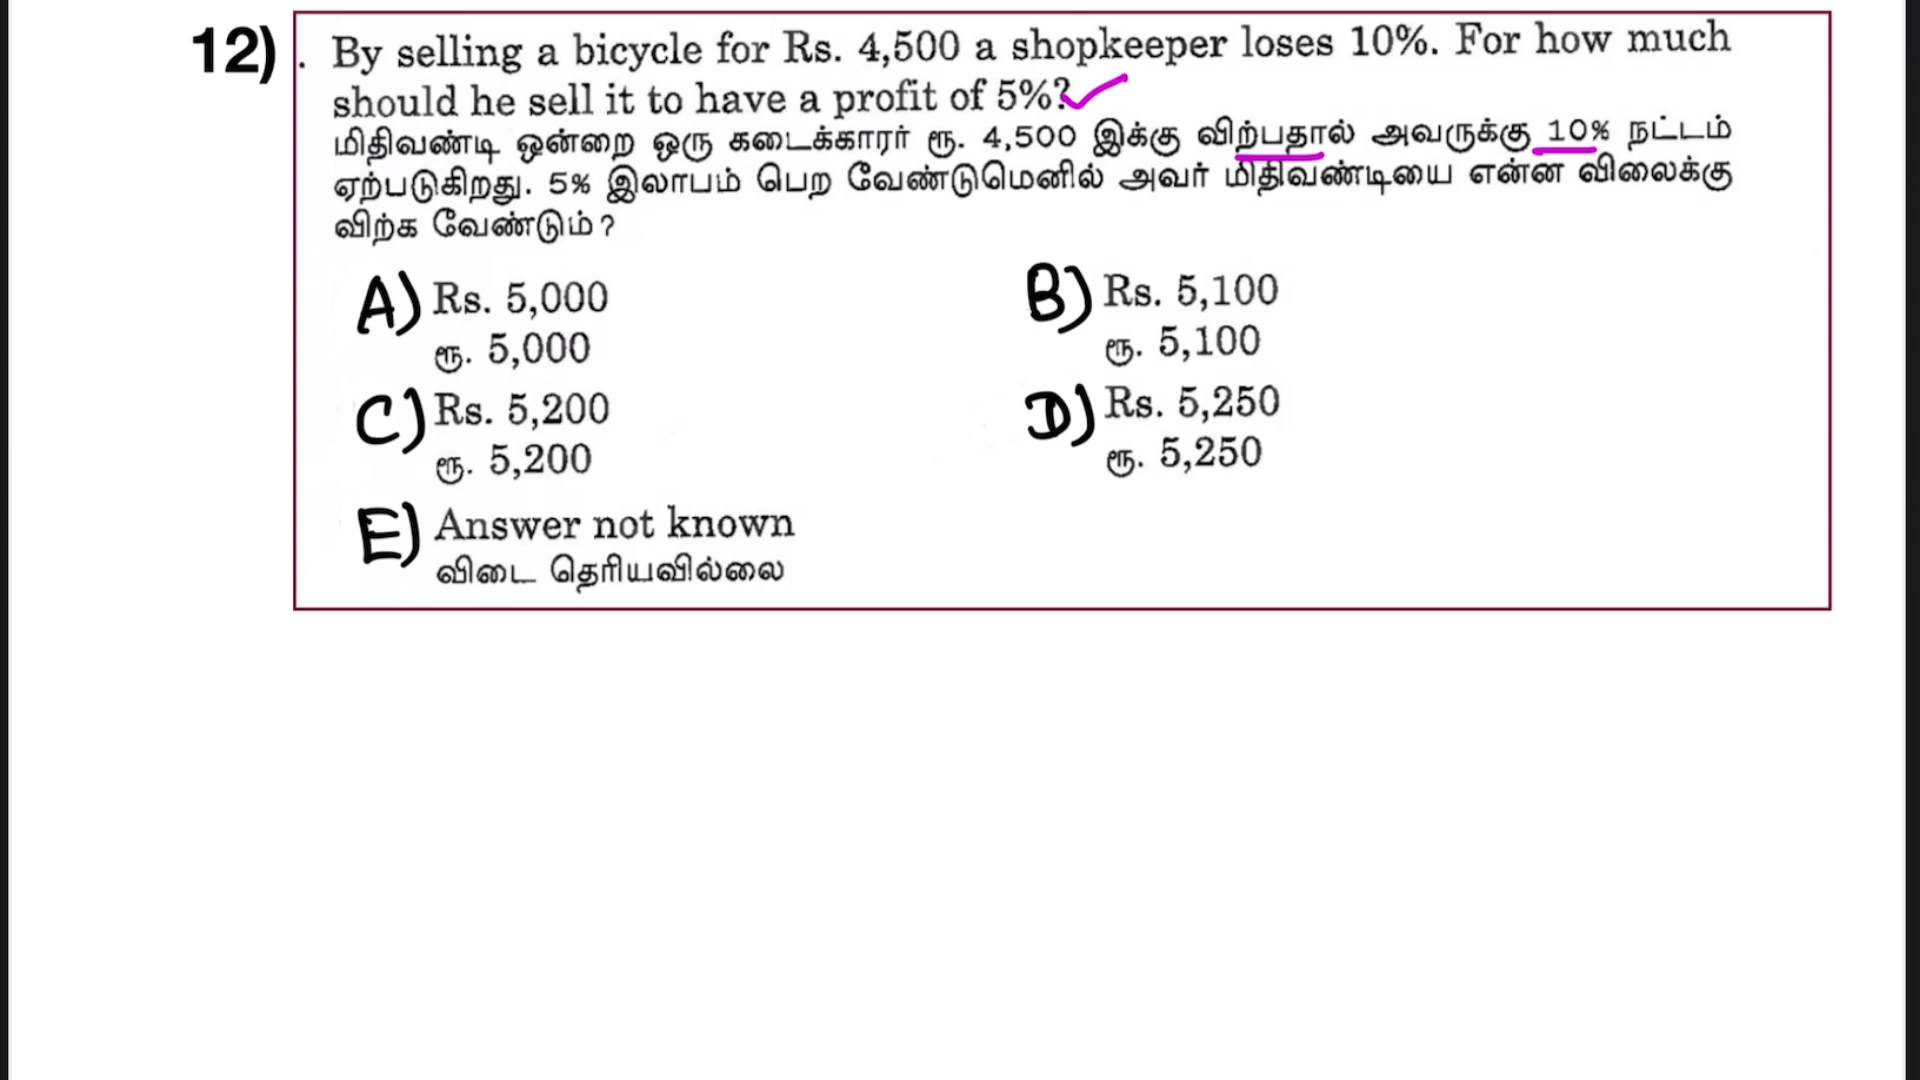 12) . By selling a bicycle for Rs. 4,500 a shopkeeper loses 10%. For how much
should he sell it to have a profit of 5%?
மிதிவண்டி ஒன்றை ஒரு கடைக்காரர் ரூ. 4,500 இக்கு விற்பதால் அவருக்கு 10% நட்டம்
ஏற்படுகிறது. 5% இலாபம் பெற வேண்டுமெனில் அவர் மிதிவண்டியை என்ன விலைக்கு
விற்க வேண்டும்?
A) Rs. 5,000
ரூ. 5,000
B) Rs. 5,100
ரூ. 5,100
C) Rs. 5,200
ரூ. 5,200
D) Rs. 5,250
ரூ. 5,250
E) Answer not known
விடை தெரியவில்லை